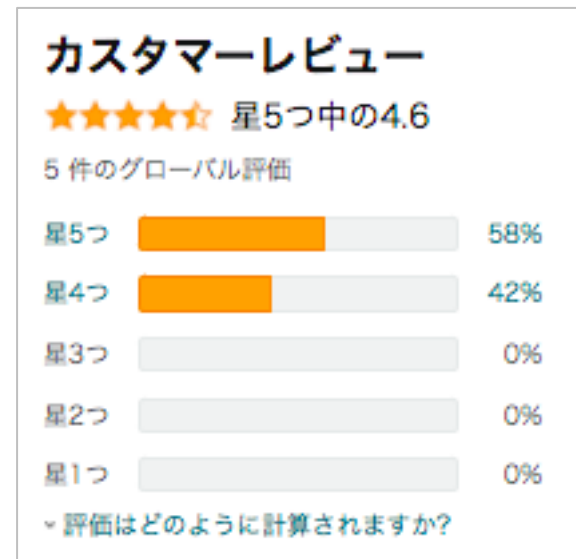 カスタマーレビュー
星5つ中の4.6
5 件のグローバル評価
星5つ 58%
星4つ 42%
星3つ 0%
星2つ 0%
星1つ 0%
評価はどのように計算されますか?